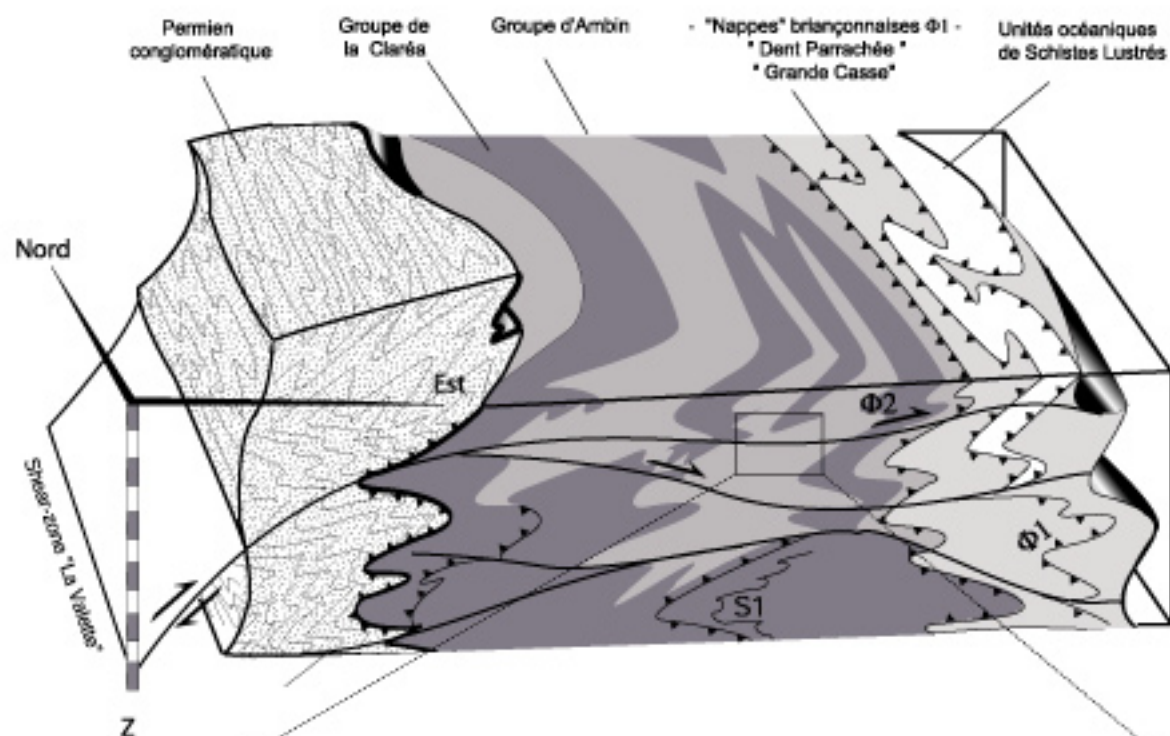 Permien
conglomératique
Groupe de
la Claréa
Groupe d'Ambin
- "Nappes" briançonnaises Φ1 -
" Dent Parrachée "
" Grande Casse"
Unités océaniques
de Schistes Lustrés
Nord
Est
Φ2
Φ1
S1
Shear-zone "La Valette"
Z